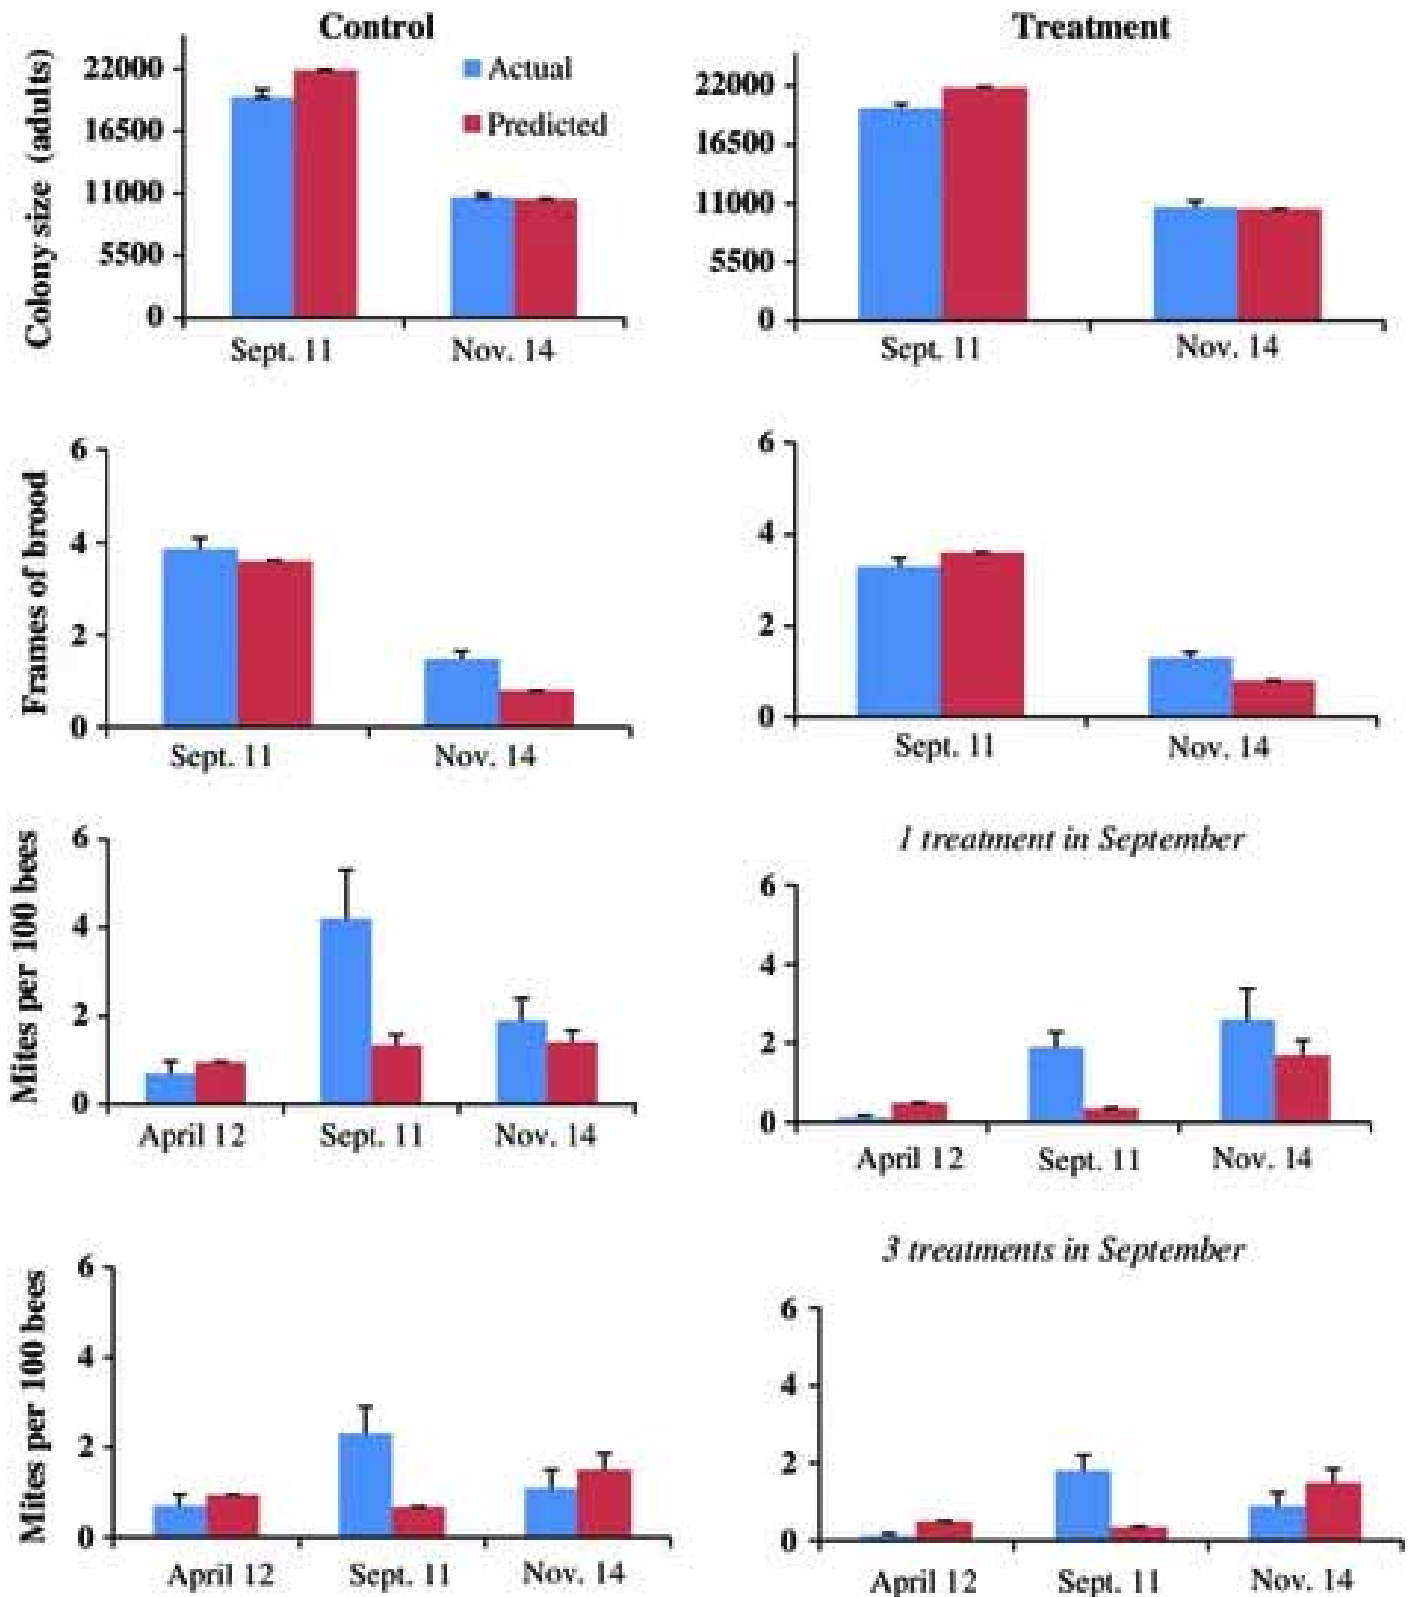 Control
Treatment
Colony size (adults)
22000
16500
11000
5500
0
Actual
Predicted
Sept. 11
Nov. 14
22000
16500
11000
5500
0
Sept. 11
Nov. 14
Frames of brood
6
4
2
0
Sept. 11
Nov. 14
6
4
2
0
Sept. 11
Nov. 14
Mites per 100 bees
6
4
2
0
April 12
Sept. 11
Nov. 14
1 treatment in September
6
4
2
0
April 12
Sept. 11
Nov. 14
Mites per 100 bees
6
4
2
0
April 12
Sept. 11
Nov. 14
3 treatments in September
6
4
2
0
April 12
Sept. 11
Nov. 14